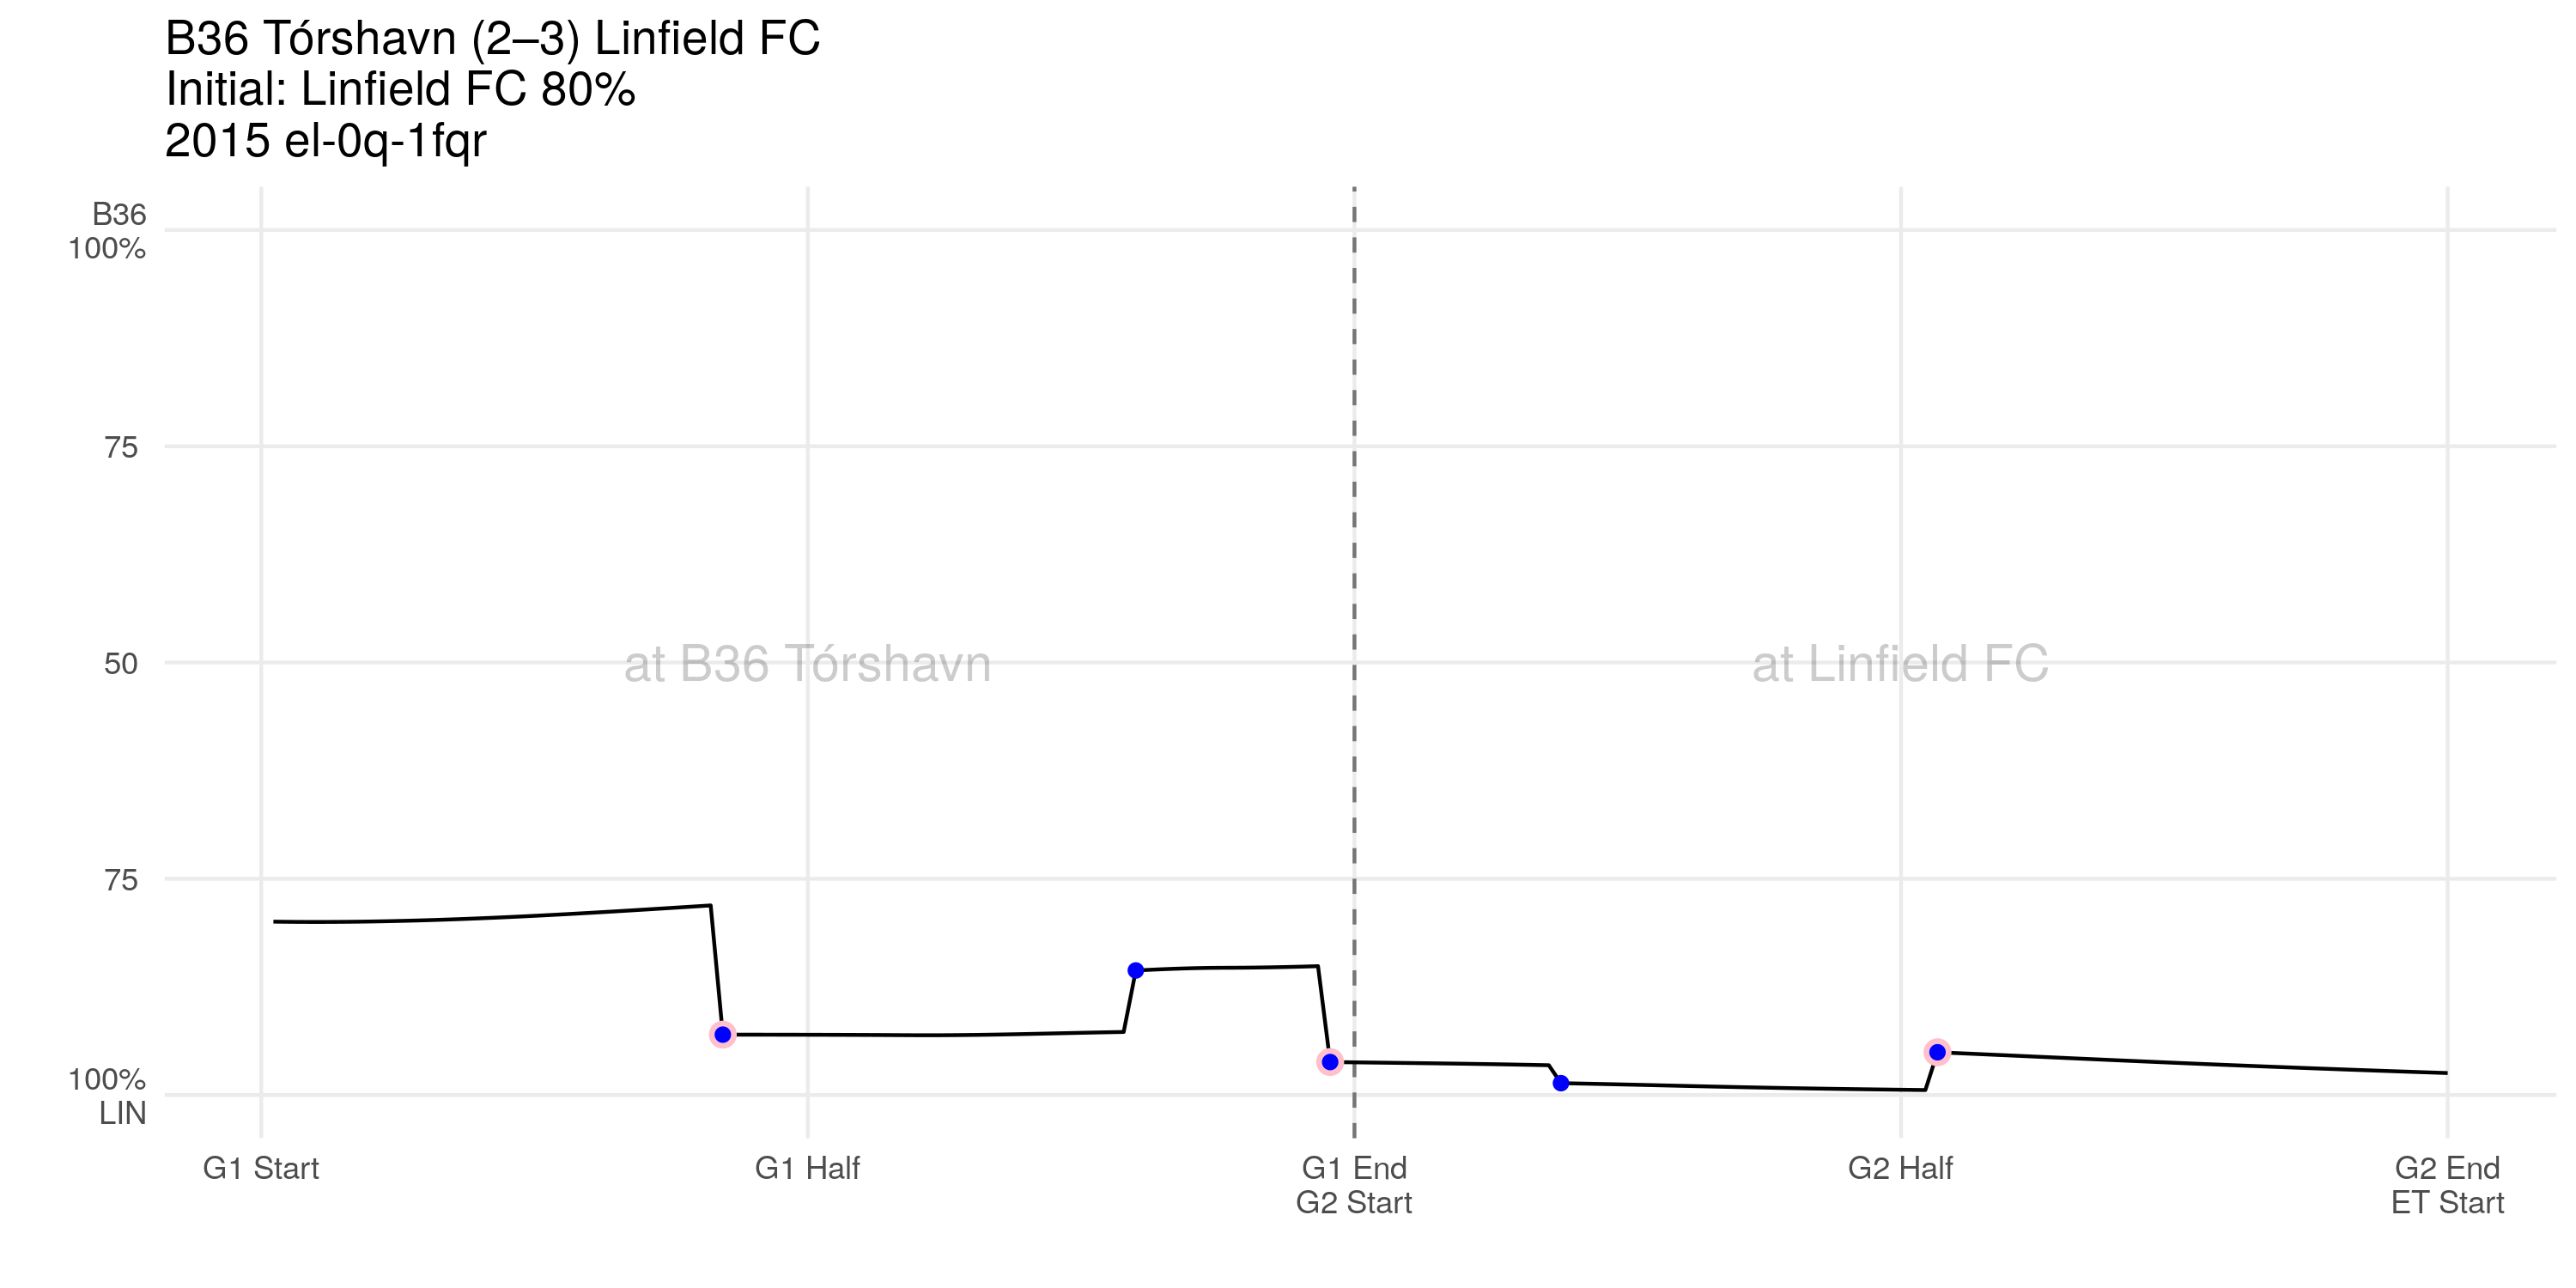 B36 Tórshavn (2–3) Linfield FC
Initial: Linfield FC 80%
2015 el-0q-1fqr
B36
100%
75
50
75
100%
LIN
at B36 Tórshavn
at Linfield FC
G1 Start
G1 Half
G1 End
G2 Start
G2 Half
G2 End
ET Start